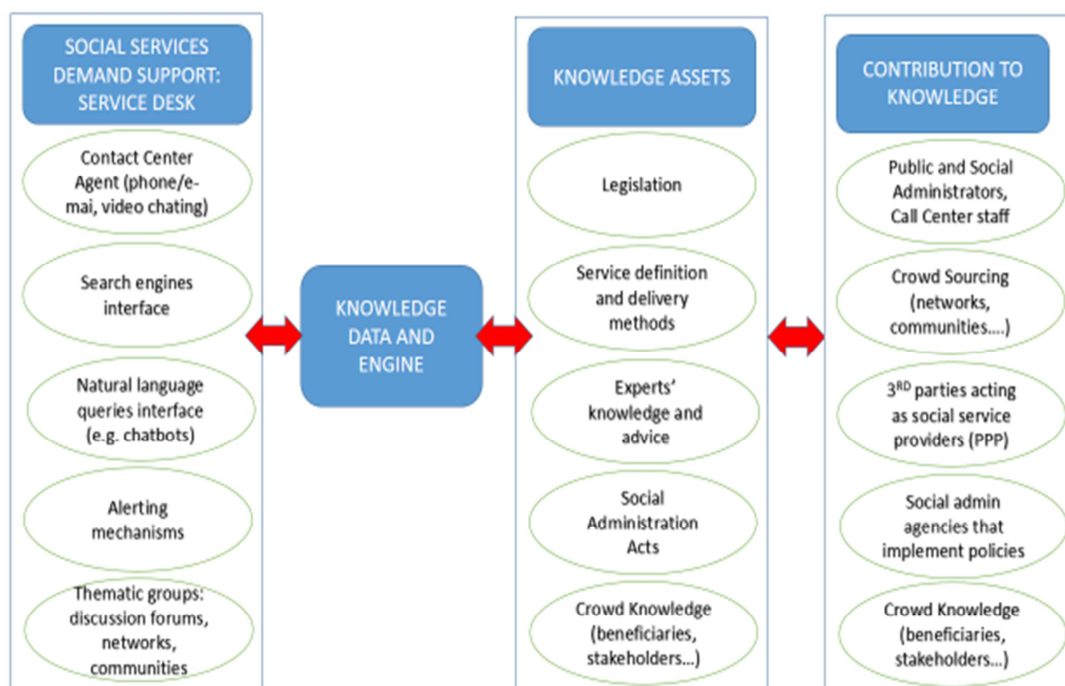 SOCIAL SERVICES
DEMAND SUPPORT:
SERVICE DESK
Contact Center
Agent (phone/e-
mai, video chating)
Search engines
interface
Natural language
queries interface
(e.g. chatbots)
Alerting
mechanisms
Thematic groups:
discussion forums,
networks,
communities
KNOWLEDGE
DATA AND
ENGINE
KNOWLEDGE ASSETS
Legislation
Service definition
and delivery
methods
Experts'
knowledge and
advice
Social
Administration
Acts
Crowd Knowledge
(beneficiaries,
stakeholders...)
CONTRIBUTION TO
KNOWLEDGE
Public and Social
Administrators,
Call Center staff
Crowd Sourcing
(networks,
communities....)
3RD parties acting
as social service
providers (PPP)
Social admin
agencies that
implement policies
Crowd Knowledge
(beneficiaries,
stakeholders...)